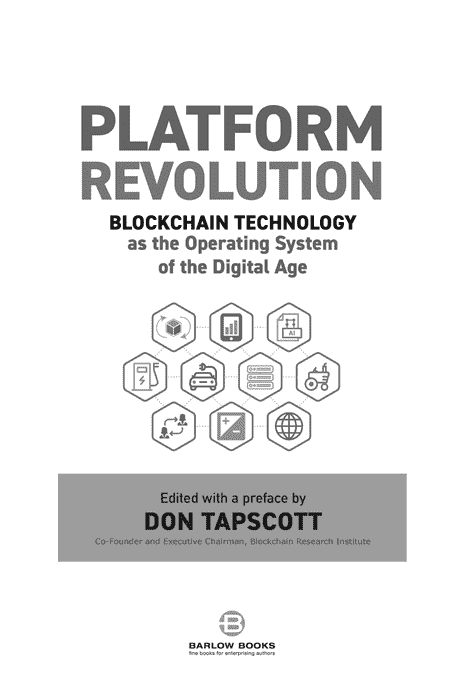 PLATFORM
REVOLUTION
BLOCKCHAIN TECHNOLOGY
as the Operating System
of the Digital Age
AI
Edited with a preface by
DON TAPSCOTT
Co-Founder and Executive Chairman, Blockchain Research Institute
B
BARLOW BOOKS
fine books for enterprising authors